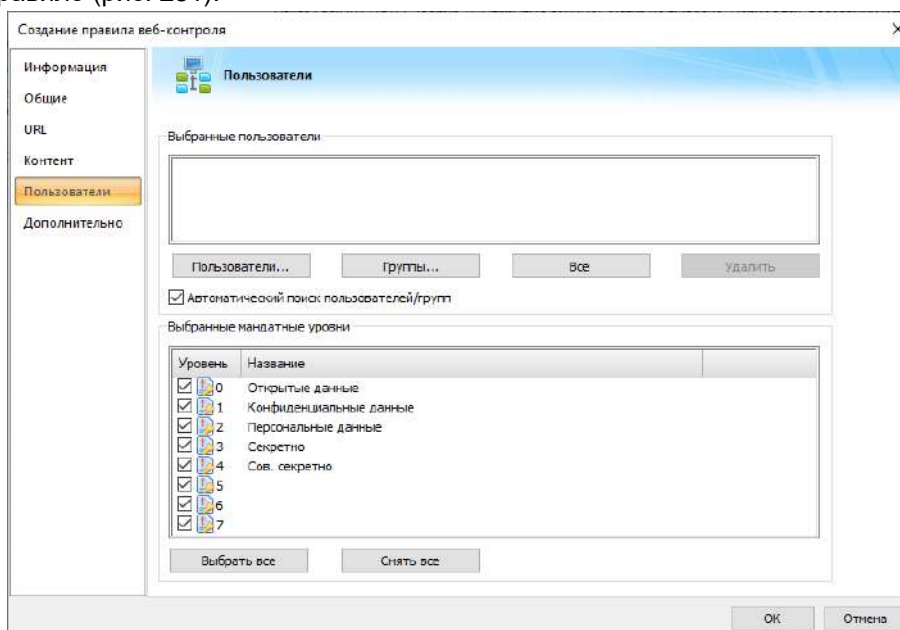 Создание правила веб-контроля
Информация
Общие
URL
Контент
Пользователи
Дополнительно
Пользователи
Выбранные пользователи
Пользователи... Группы... Все Удалить
Автоматический поиск пользователей/групп
Выбранные мандатные уровни
Уровень Название
0 Открытые данные
1 Конфиденциальные данные
2 Персональные данные
3 Секретно
4 Сов. секретно
5
6
7
Выбрать все Снять все
OK Отмена